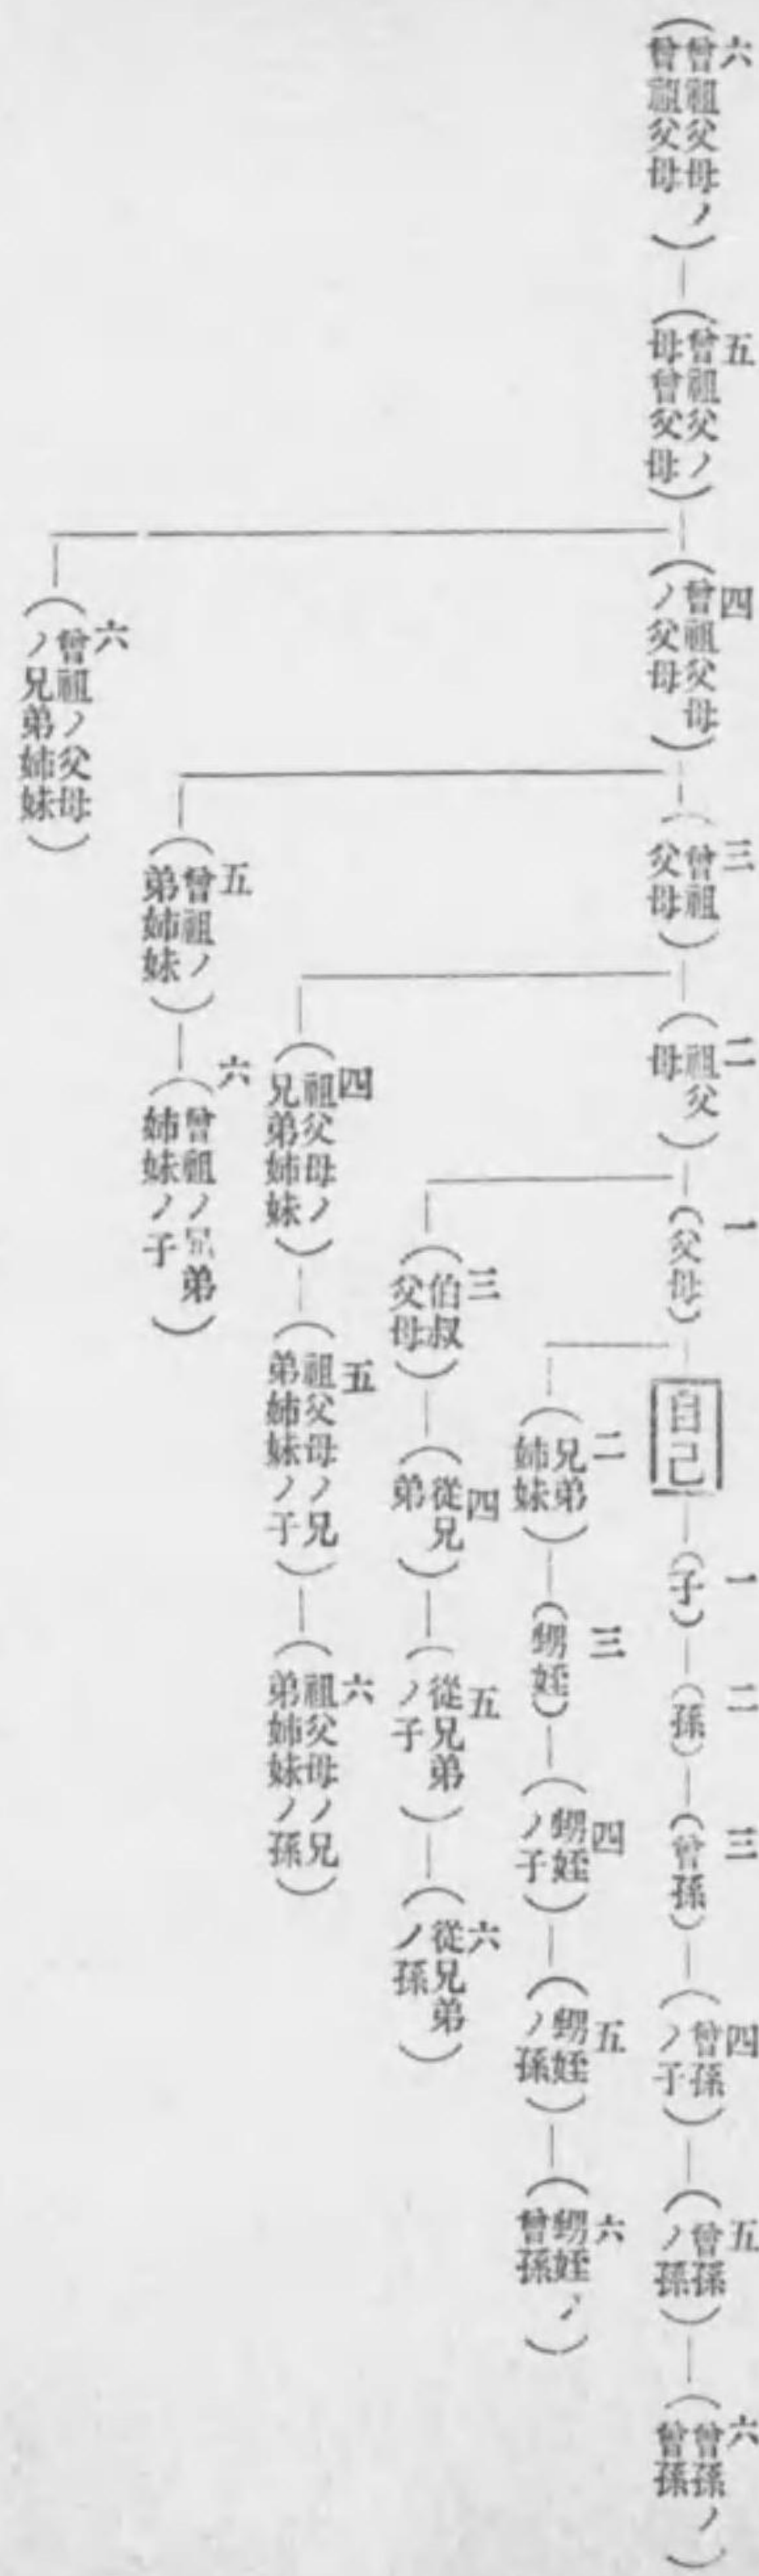 六
(曾祖父母ノ
曾祖父母)
五
(曾祖父ノ
母曾父母)
四
(曾祖父母
ノ父母)
三
(曾祖
父母)
二
(祖父
母)
一
(父母)
自己
一
(子)
二
(孫)
三
(曾孫)
四
(曾孫
ノ子)
五
(曾孫
ノ孫)
六
(曾孫ノ
曾孫)
二
(兄弟
姉妹)
三
(甥姪)
四
(甥姪
ノ子)
五
(甥姪
ノ孫)
六
(甥姪ノ
曾孫)
三
(伯叔
父母)
四
(從兄
弟)
五
(從兄弟
ノ子)
六
(從兄弟
ノ孫)
四
(祖父母ノ
兄弟姉妹)
五
(祖父母ノ兄
弟姉妹ノ子)
六
(祖父母ノ兄
弟姉妹ノ孫)
五
(曾祖ノ
弟姉妹)
六
(曾祖ノ兄弟
姉妹ノ子)
六
(曾祖ノ父母
ノ兄弟姉妹)